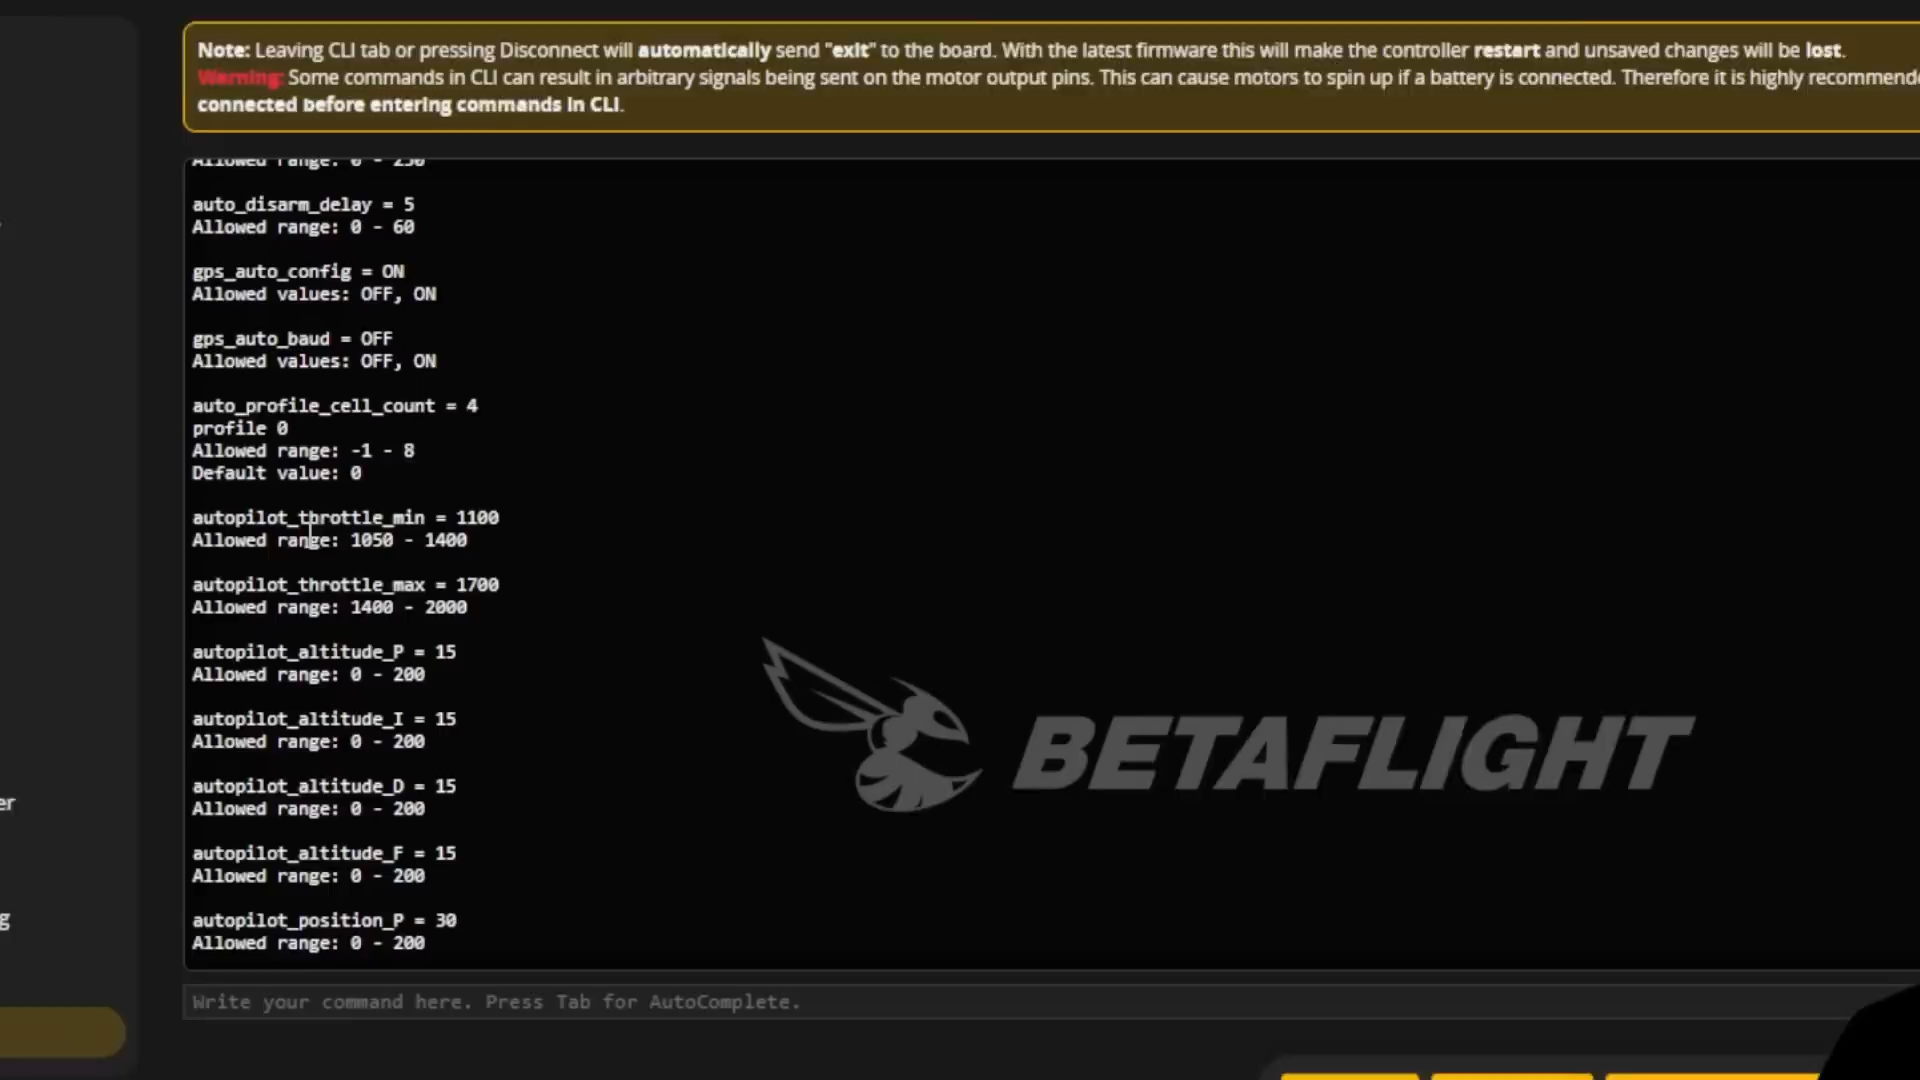 Note: Leaving CLI tab or pressing Disconnect will automatically send "exit" to the board. With the latest firmware this will make the controller restart and unsaved changes will be lost.
Warning: Some commands in CLI can result in arbitrary signals being sent on the motor output pins. This can cause motors to spin up if a battery is connected. Therefore it is highly
connected before entering commands in CLI.
Allowed range: 0 - 250
auto_disarm_delay = 5
Allowed range: 0 - 60
gps_auto_config = ON
Allowed values: OFF, ON
gps_auto_baud = OFF
Allowed values: OFF, ON
auto_profile_cell_count = 4
profile 0
Allowed range: -1 - 8
Default value: 0
autopilot_throttle_min = 1100
Allowed range: 1050 - 1400
autopilot_throttle_max = 1700
Allowed range: 1400 - 2000
autopilot_altitude_P = 15
Allowed range: 0 - 200
autopilot_altitude_I = 15
Allowed range: 0 - 200
autopilot_altitude_D = 15
Allowed range: 0 - 200
autopilot_altitude_F = 15
Allowed range: 0 - 200
autopilot_position_P = 30
Allowed range: 0 - 200
BETAFLIGHT
Write your command here. Press Tab for AutoComplete.